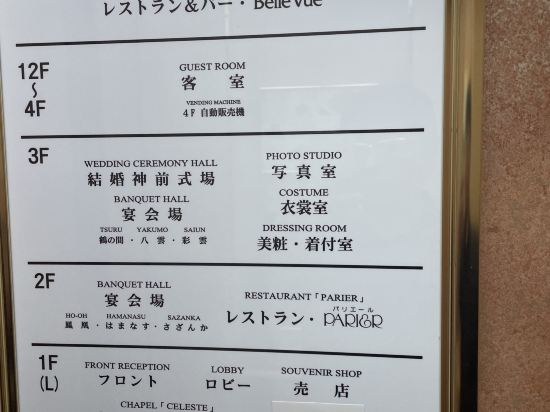 レストラン＆バー・Belle Vue
12F
～
4F
GUEST ROOM
客室
VENDING MACHINE
4F 自動販売機
3F
WEDDING CEREMONY HALL
結婚神前式場
BANQUET HALL
宴会場
TSURU YAKUMO SAIUN
鶴の間・八雲・彩雲
PHOTO STUDIO
写真室
COSTUME
衣裳室
DRESSING ROOM
美粧・着付室
2F
BANQUET HALL
宴会場
HO-OH HAMANASU SAZANKA
鳳凰・はまなす・さざんか
RESTAURANT「PARIER」
パリエール
レストラン・PARIER
1F
(L)
FRONT RECEPTION
フロント
LOBBY
ロビー
SOUVENIR SHOP
売店
CHAPEL「CELESTE」